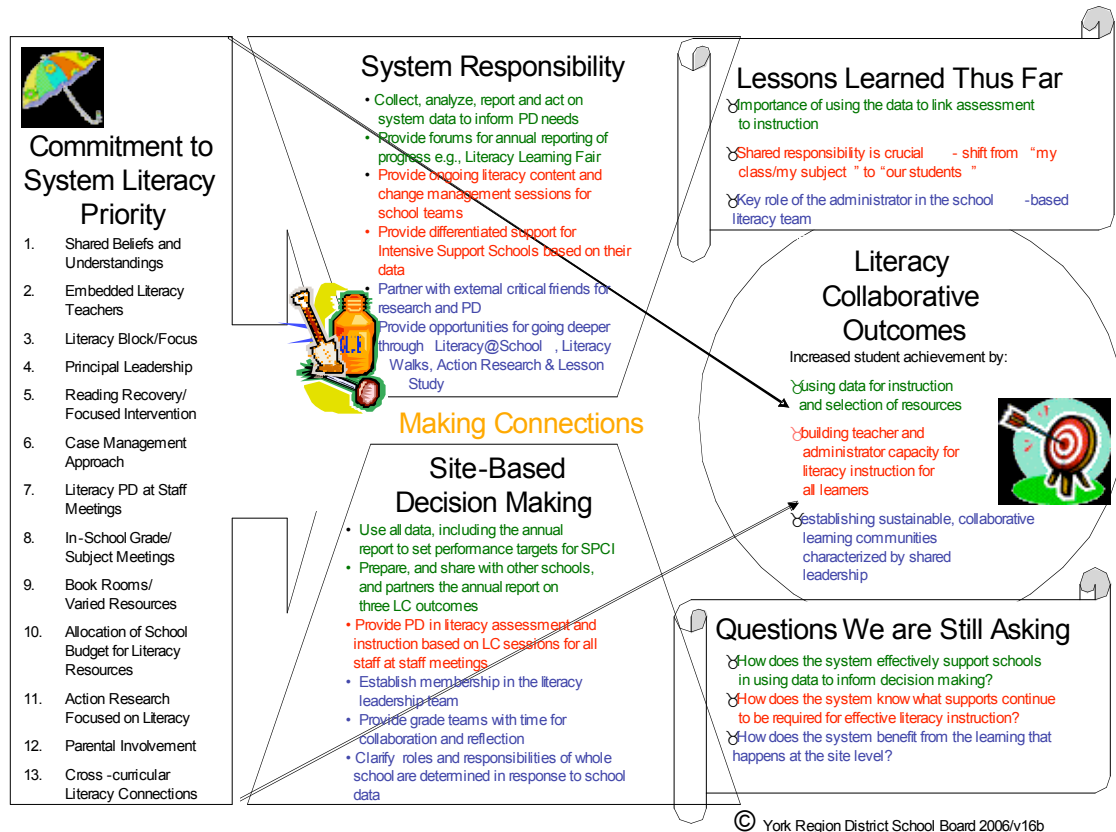 Commitment to
System Literacy
Priority
1. Shared Beliefs and
Understandings
2. Embedded Literacy
Teachers
3. Literacy Block/Focus
4. Principal Leadership
5. Reading Recovery/
Focused Intervention
6. Case Management
Approach
7. Literacy PD at Staff
Meetings
8. In-School Grade/
Subject Meetings
9. Book Rooms/
Varied Resources
10. Allocation of School
Budget for Literacy
Resources
11. Action Research
Focused on Literacy
12. Parental Involvement
13. Cross -curricular
Literacy Connections
System Responsibility
• Collect, analyze, report and act on
system data to inform PD needs
• Provide forums for annual reporting of
progress e.g., Literacy Learning Fair
• Provide ongoing literacy content and
change management sessions for
school teams
• Provide differentiated support for
Intensive Support Schools based on their
data
• Partner with external critical friends for
research and PD
Provide opportunities for going deeper
through Literacy@School , Literacy
Walks, Action Research & Lesson
Study
GLUE
Making Connections
Site-Based
Decision Making
• Use all data, including the annual
report to set performance targets for SPCI
• Prepare, and share with other schools,
and partners the annual report on
three LC outcomes
• Provide PD in literacy assessment and
instruction based on LC sessions for all
staff at staff meetings
• Establish membership in the literacy
leadership team
• Provide grade teams with time for
collaboration and reflection
• Clarify roles and responsibilities of whole
school are determined in response to school
data
Lessons Learned Thus Far
♉Importance of using the data to link assessment
to instruction
♉Shared responsibility is crucial - shift from “my
class/my subject ” to “our students ”
♉Key role of the administrator in the school -based
literacy team
Literacy
Collaborative
Outcomes
Increased student achievement by:
♉using data for instruction
and selection of resources
♉building teacher and
administrator capacity for
literacy instruction for
all learners
♉establishing sustainable, collaborative
learning communities
characterized by shared
leadership
Questions We are Still Asking
♉How does the system effectively support schools
in using data to inform decision making?
♉How does the system know what supports continue
to be required for effective literacy instruction?
♉How does the system benefit from the learning that
happens at the site level?
© York Region District School Board 2006/v16b